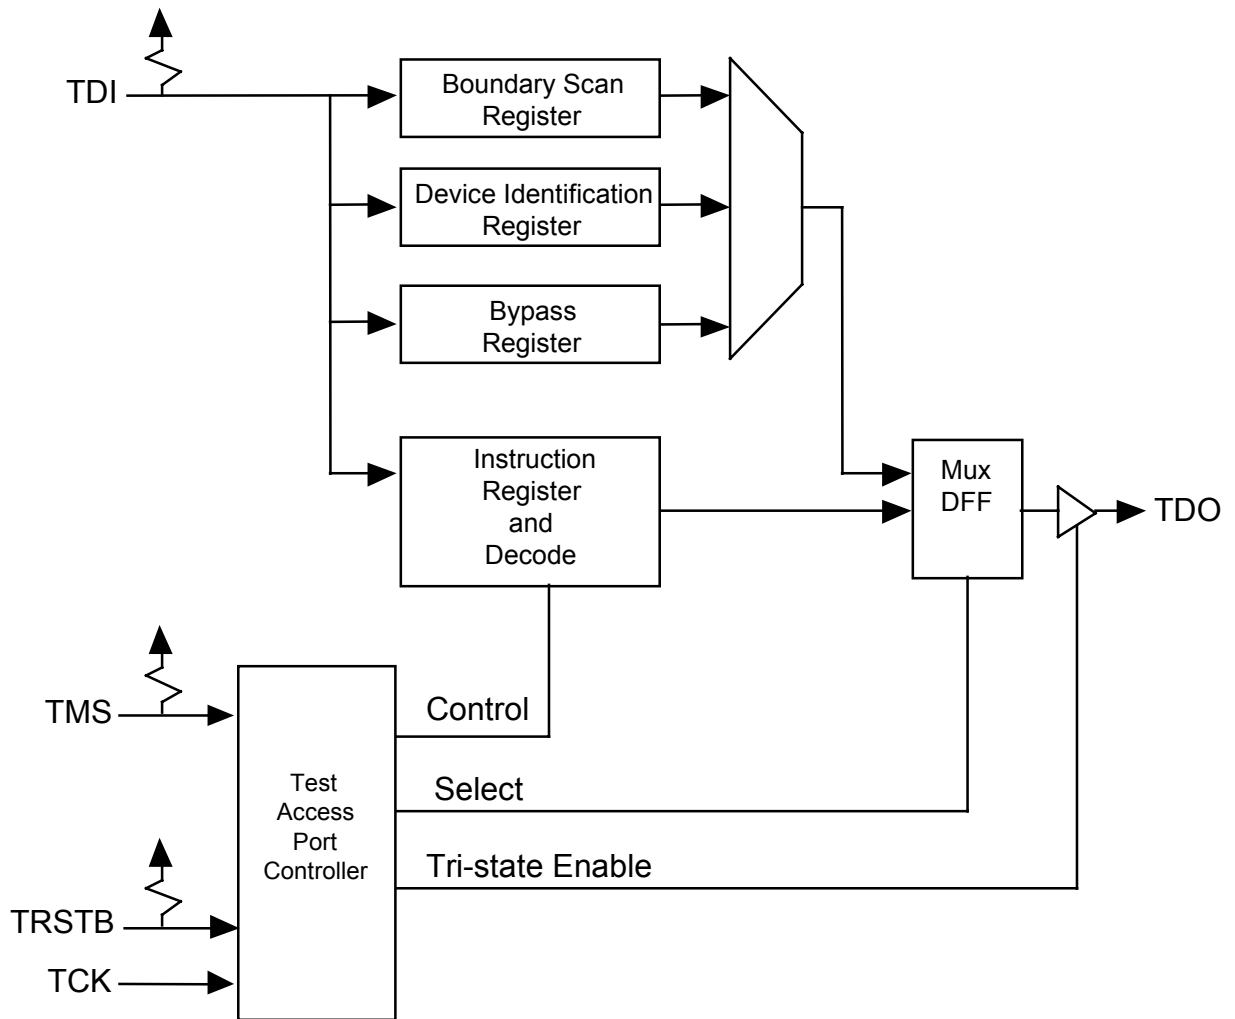 TDI
Boundary Scan
Register
Device Identification
Register
Bypass
Register
Instruction
Register
and
Decode
Mux
DFF
TDO
TMS
Control
Select
Tri-state Enable
Test
Access
Port
Controller
TRSTB
TCK